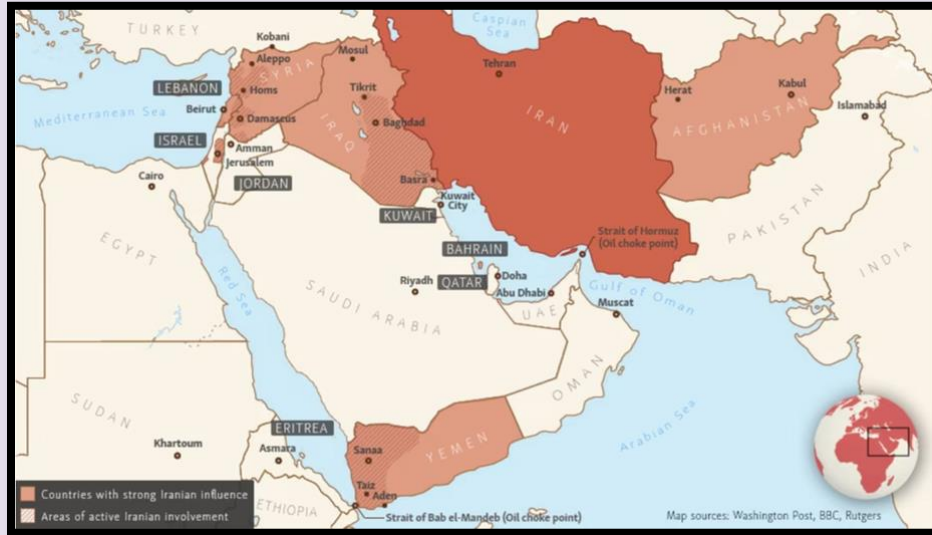 Caspian
Sea
TURKEY
Kobani
Aleppo
Mosul
SYRIA
Tehran
LEBANON
Homs
Tikrit
Herat
Kabul
Beirut
Mediterranean Sea
Damascus
Baghdad
IRAN
AFGHANISTAN
Islamabad
ISRAEL
Amman
IRAQ
Jerusalem
Cairo
JORDAN
Basra
Kuwait
City
KUWAIT
PAKISTAN
Strait of Hormuz
(Oil choke point)
EGYPT
BAHRAIN
INDIA
Red Sea
Riyadh
QATAR
Doha
Abu Dhabi
Gulf of Oman
SAUDI ARABIA
UAE
Muscat
OMAN
SUDAN
Arabian Sea
ERITREA
YEMEN
Khartoum
Asmara
Sanaa
Taiz
Aden
Countries with strong Iranian influence
ETHIOPIA
Areas of active Iranian involvement
Strait of Bab el-Mandeb (Oil choke point)
Map sources: Washington Post, BBC, Rutgers